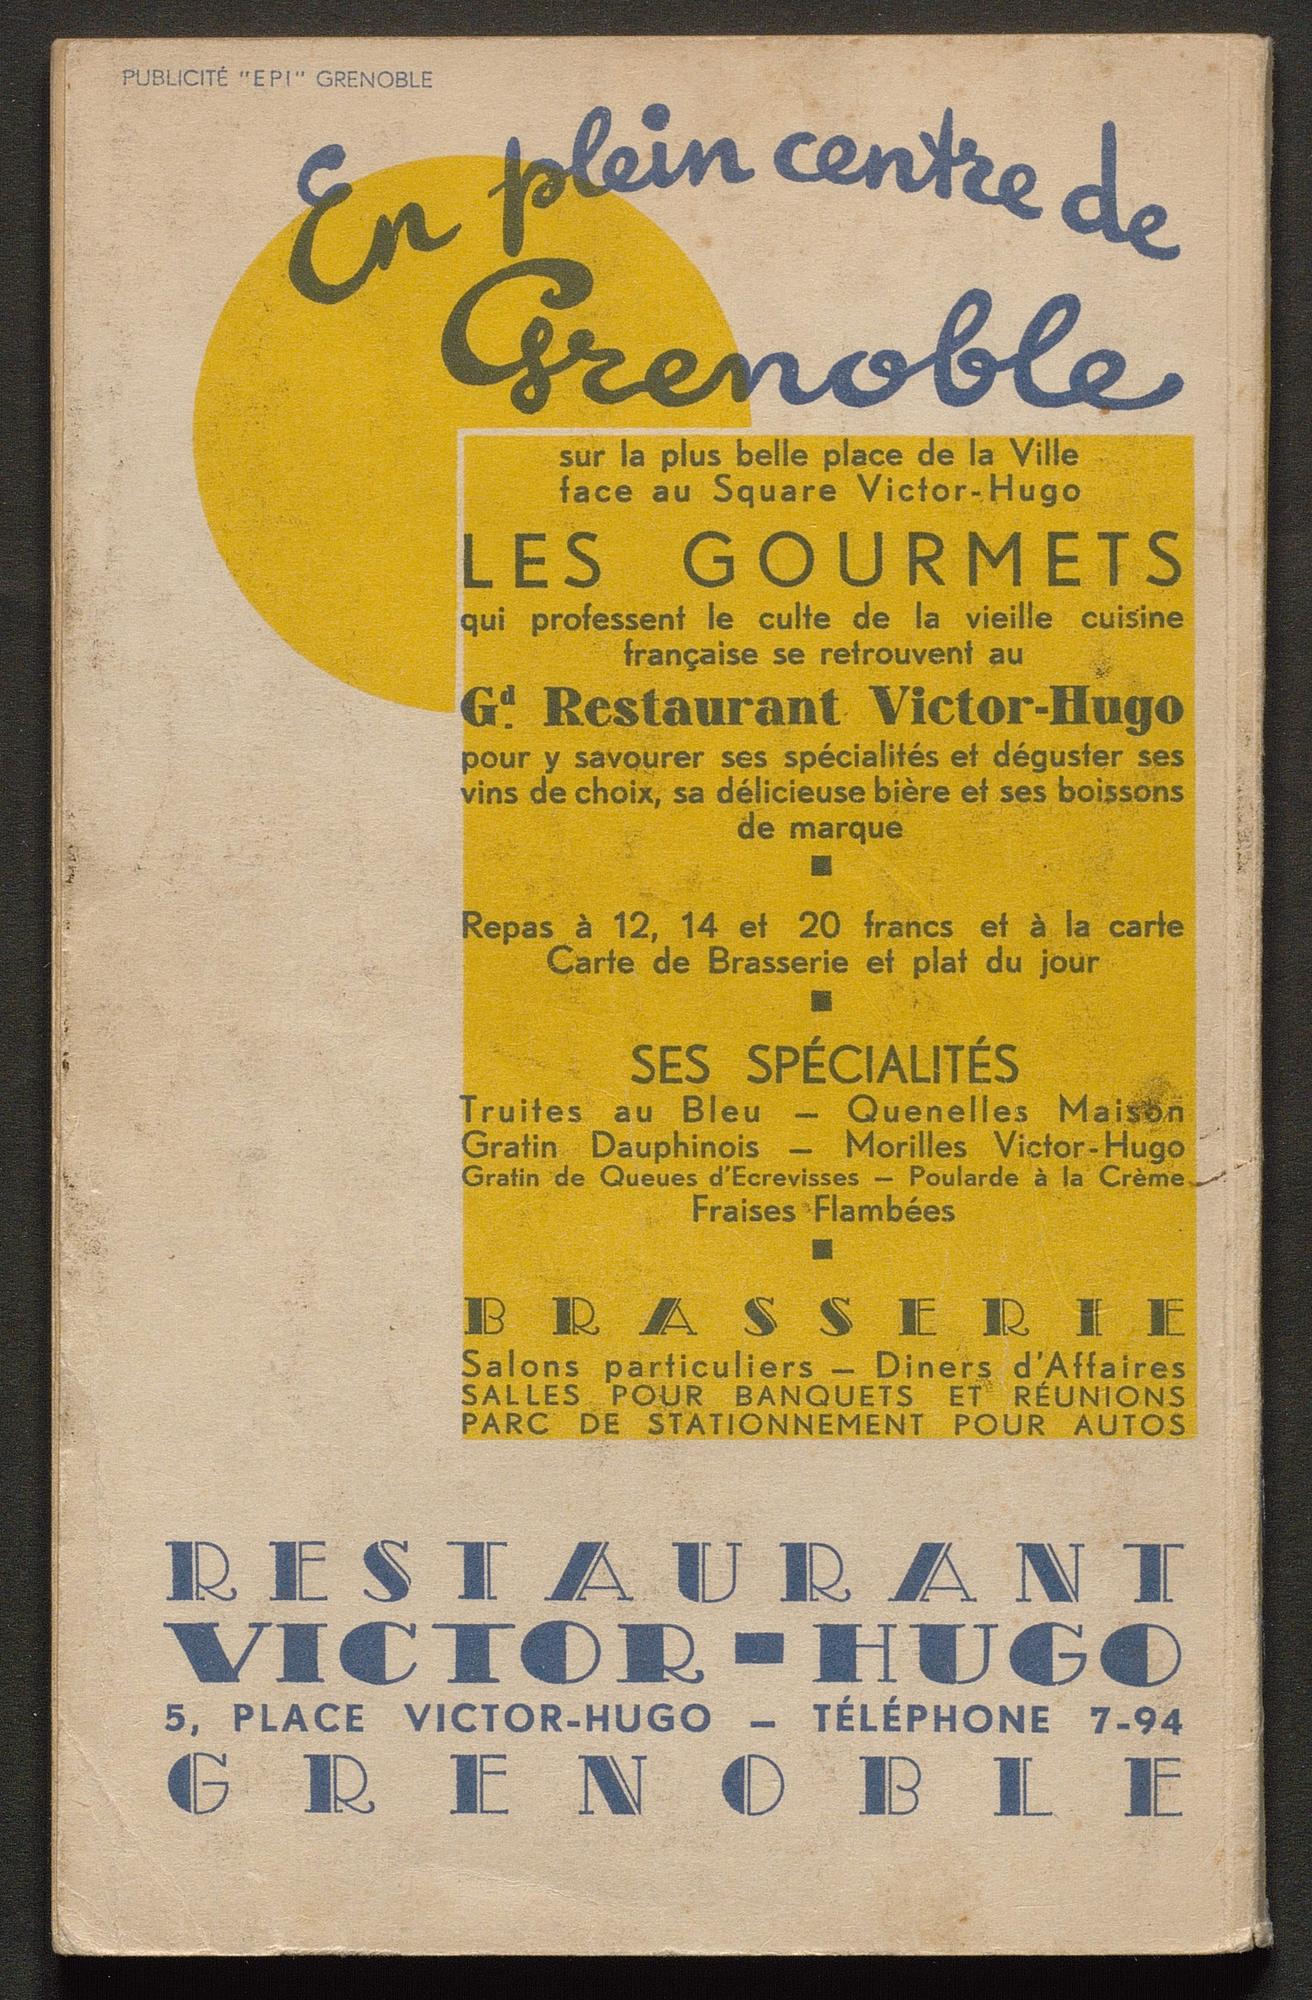 PUBLICITÉ "EPI" GRENOBLE
En plein centre de
Grenoble
sur la plus belle place de la Ville
face au Square Victor-Hugo
LES GOURMETS
qui professent le culte de la vieille cuisine
française se retrouvent au
Gd. Restaurant Victor-Hugo
pour y savourer ses spécialités et déguster ses
vins de choix, sa délicieuse bière et ses boissons
de marque
Repas à 12, 14 et 20 francs et à la carte
Carte de Brasserie et plat du jour
SES SPÉCIALITÉS
Truites au Bleu — Quenelles Maison
Gratin Dauphinois — Morilles Victor-Hugo
Gratin de Queues d'Ecrevisses — Poularde à la Crème
Fraises Flambées
BRASSERIE
Salons particuliers — Diners d'Affaires
SALLES POUR BANQUETS ET RÉUNIONS
PARC DE STATIONNEMENT POUR AUTOS
RESTAURANT
VICTOR-HUGO
5, PLACE VICTOR-HUGO — TÉLÉPHONE 7-94
GRENOBLE